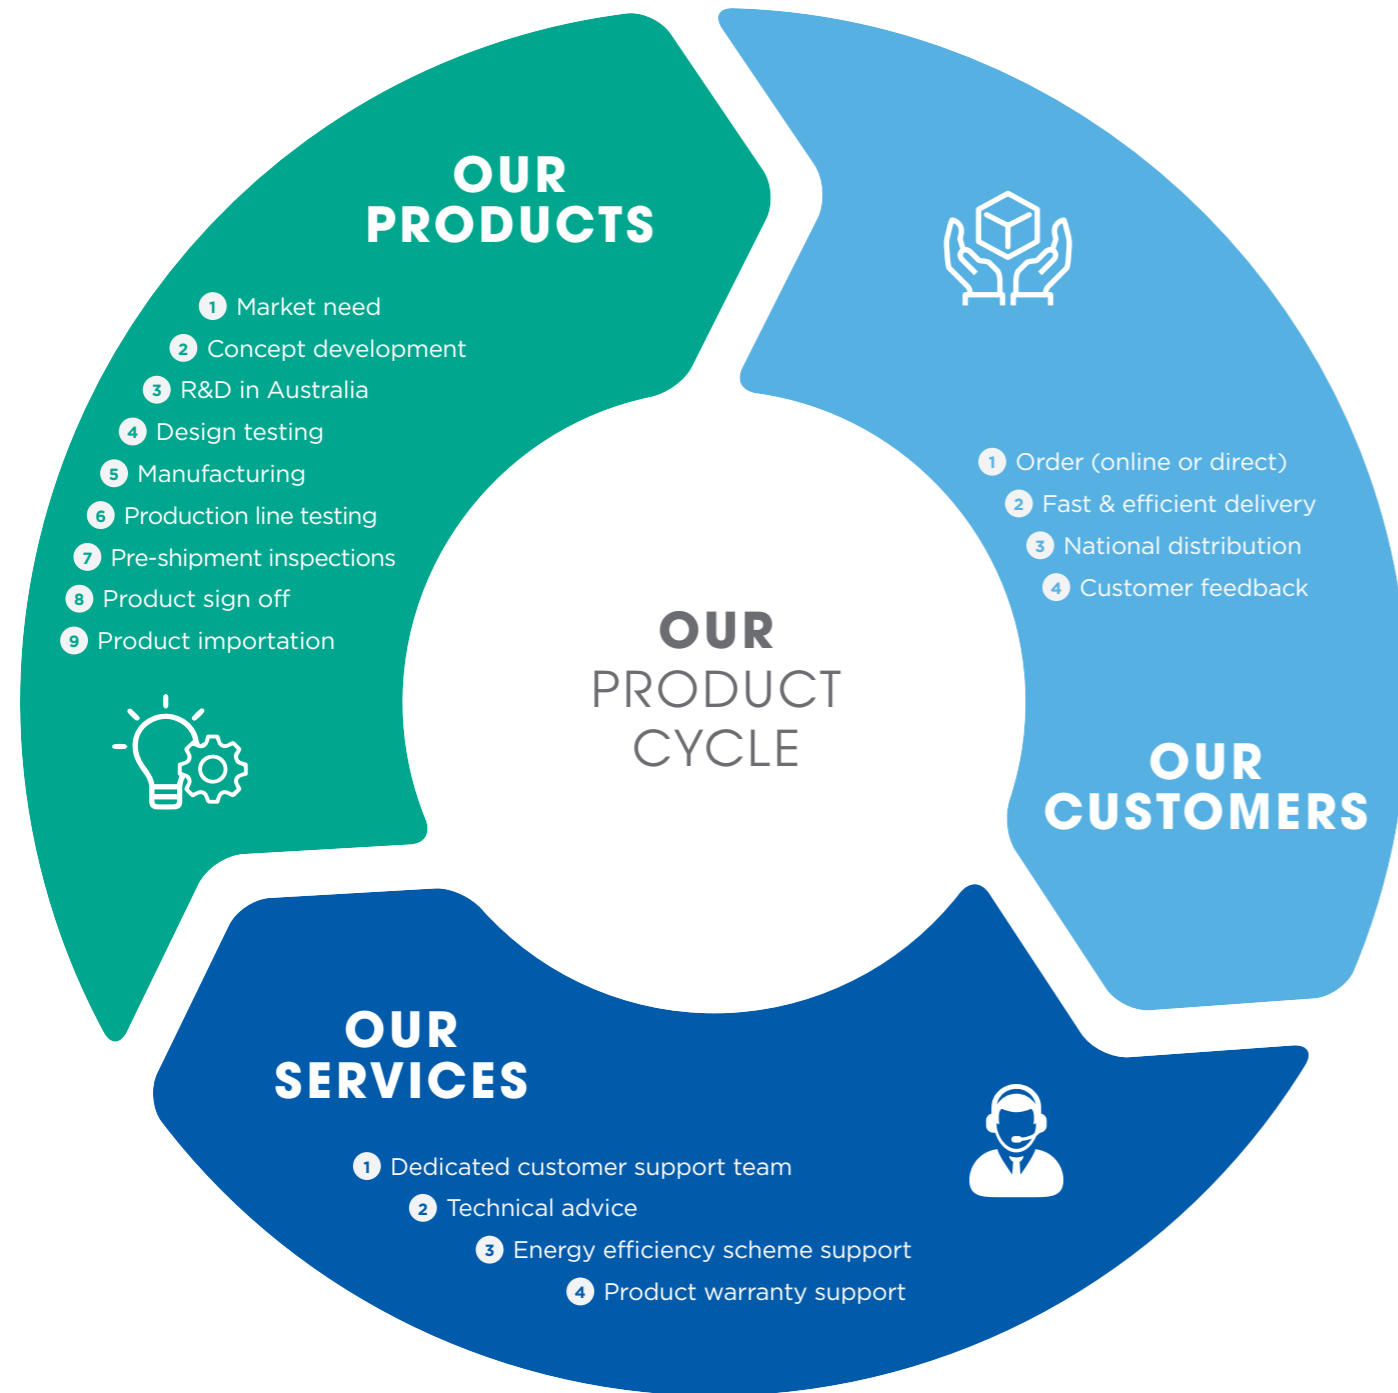 OUR
PRODUCTS
1 Market need
2 Concept development
3 R&D in Australia
4 Design testing
5 Manufacturing
6 Production line testing
7 Pre-shipment inspections
8 Product sign off
9 Product importation
1 Order (online or direct)
2 Fast & efficient delivery
3 National distribution
4 Customer feedback
OUR
CUSTOMERS
OUR
PRODUCT
CYCLE
OUR
SERVICES
1 Dedicated customer support team
2 Technical advice
3 Energy efficiency scheme support
4 Product warranty support